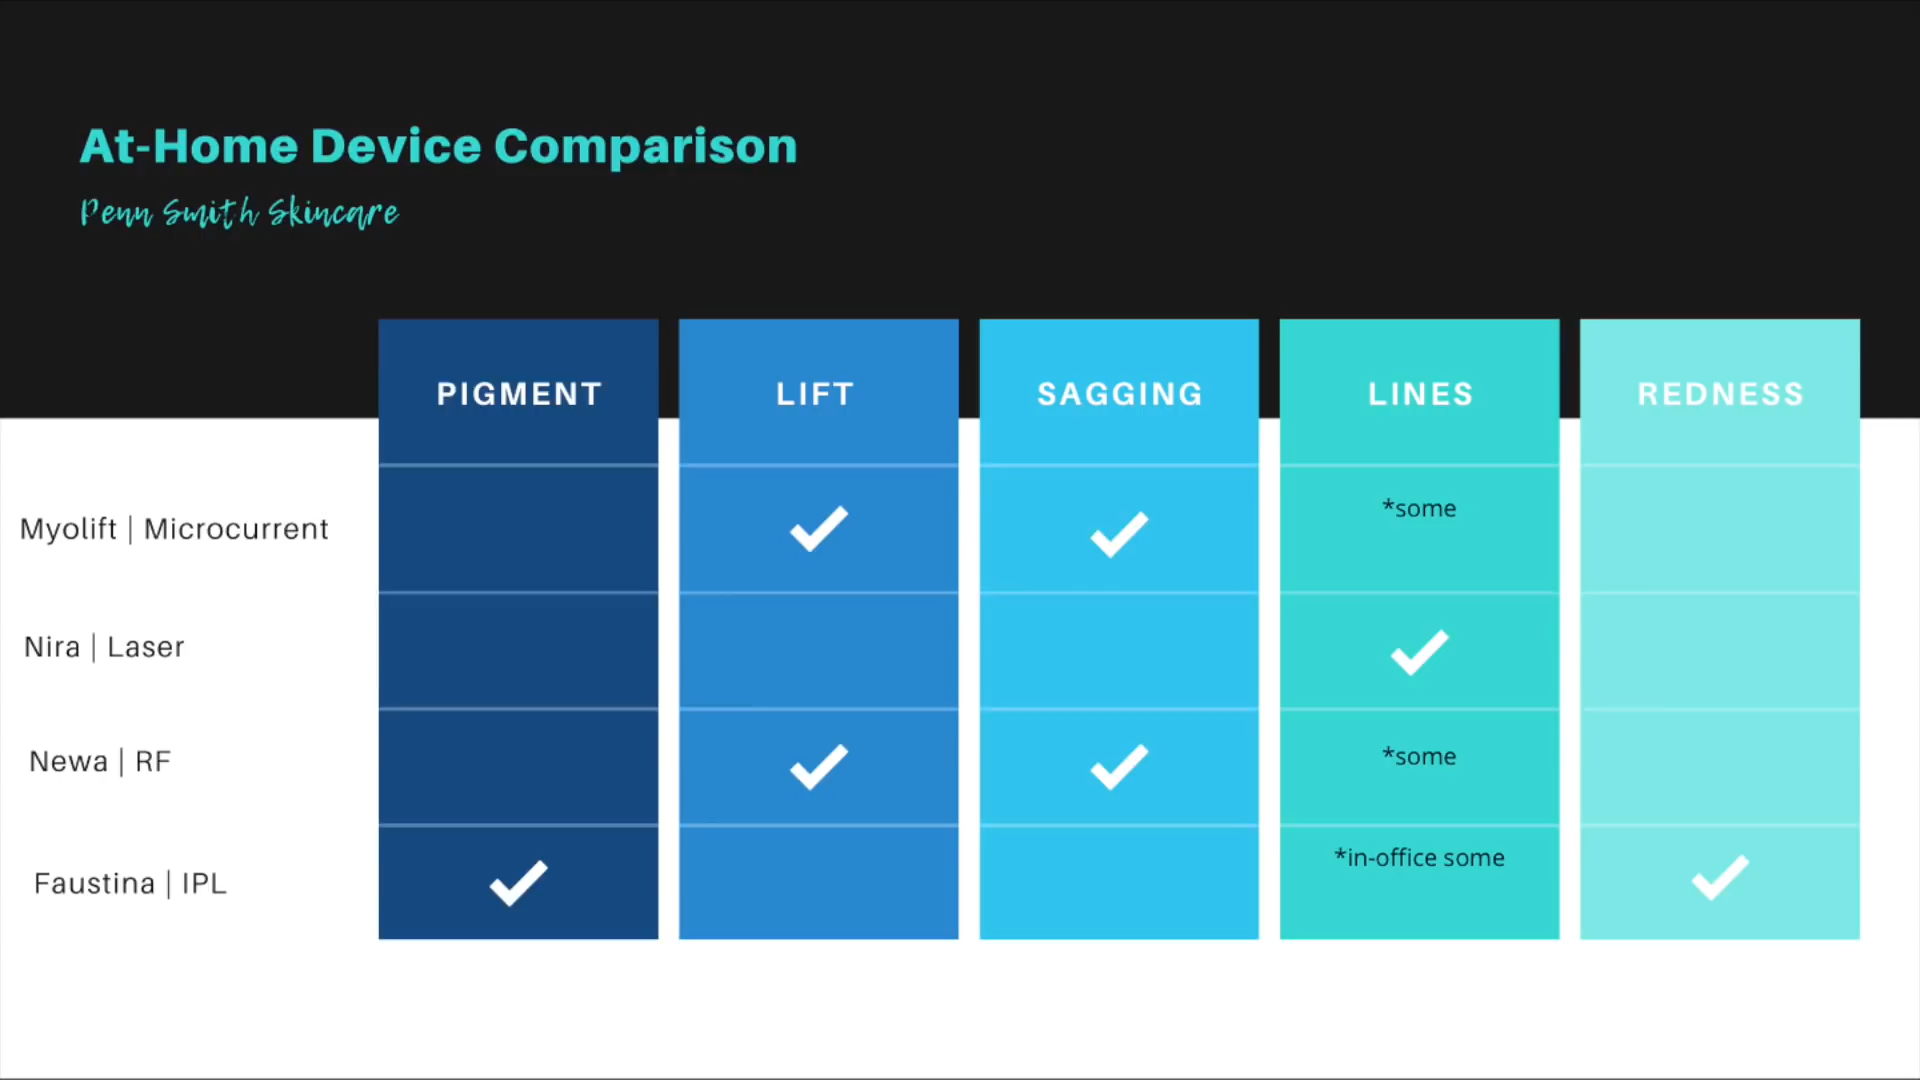 At-Home Device Comparison
Penn Smith Skincare
PIGMENT LIFT SAGGING LINES REDNESS
Myolift | Microcurrent *some
Nira | Laser
Newa | RF *some
Faustina | IPL *in-office some